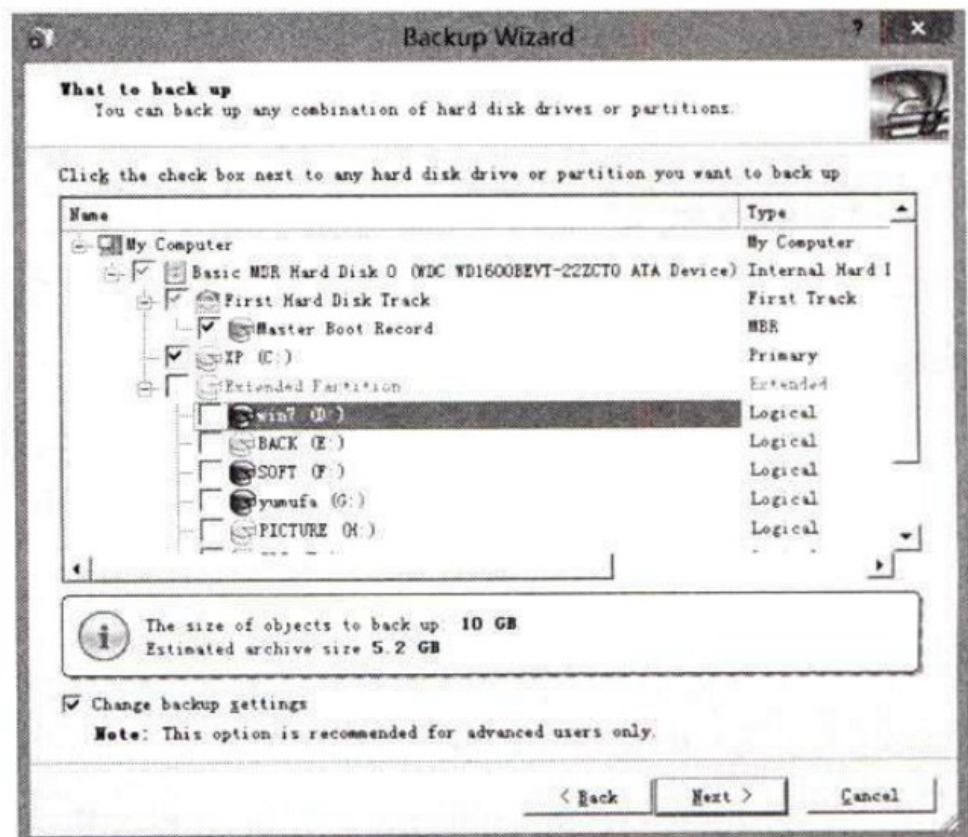 Backup Wizard ?
What to back up
You can back up any combination of hard disk drives or partitions.
Click the check box next to any hard disk drive or partition you want to back up
Name Type
My Computer My Computer
Basic MBR Hard Disk 0 (WDC WD1600BEVT-22ZCT0 ATA Device) Internal Hard D
First Hard Disk Track First Track
Master Boot Record MBR
XP (C:) Primary
Extended Partition Extended
win7 (D:) Logical
BACK (E:) Logical
SOFT (F:) Logical
yumufa (G:) Logical
PICTURE (H:) Logical
The size of objects to back up: 10 GB
Estimated archive size 5.2 GB
Change backup settings
Note: This option is recommended for advanced users only.
< Back Next > Cancel